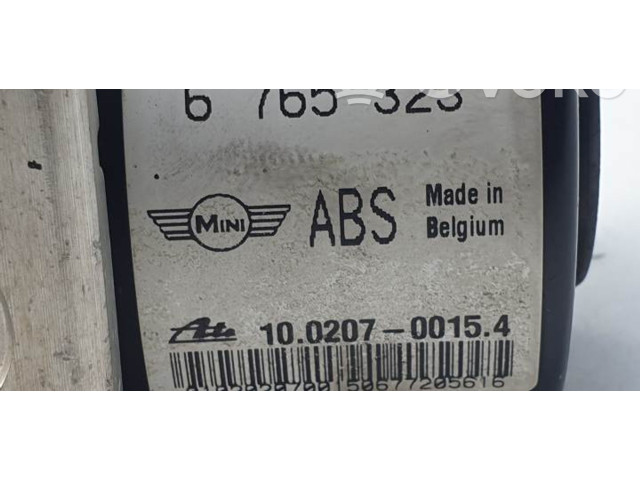 6 765 323
MINI ABS Made in
Belgium
Ate 10.0207-0015.4